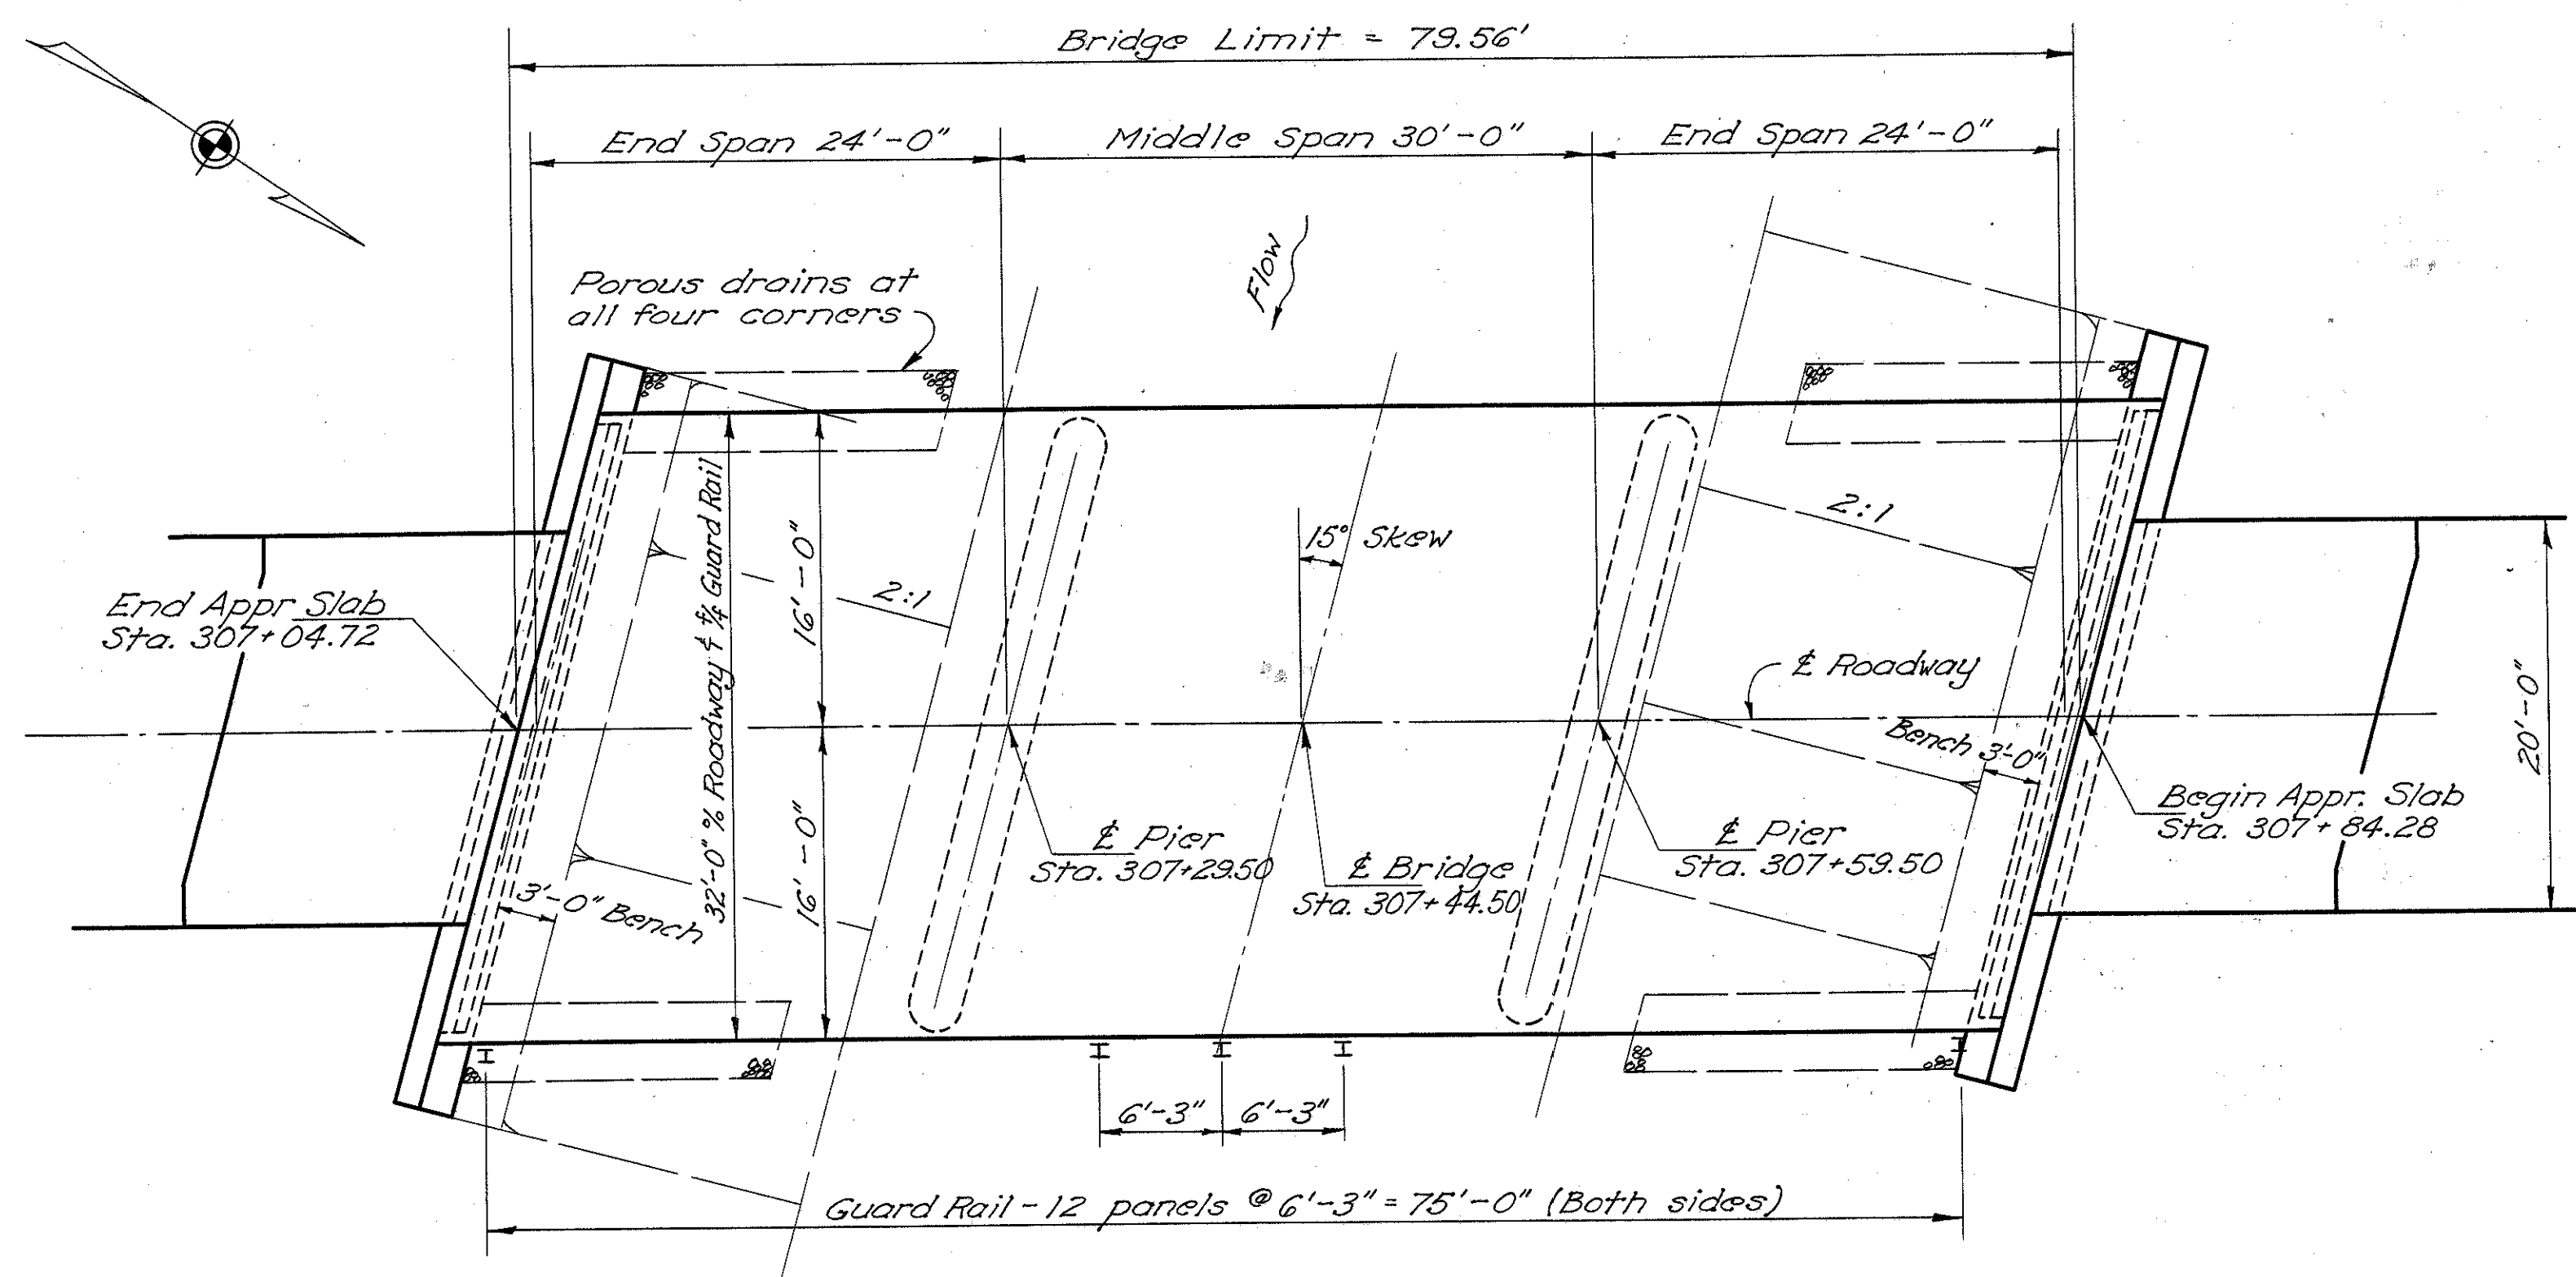 Bridge Limit = 79.56'
End Span 24'-0"
Middle Span 30'-0"
End Span 24'-0"
Flow
Porous drains at
all four corners
15° Skew
2:1
2:1
32'-0" % Roadway & f/f Guard Rail
16'-0"
16'-0"
End Appr Slab
Sta. 307+04.72
℄ Roadway
Bench 3'-0"
20'-0"
Begin Appr. Slab
Sta. 307+84.28
℄ Pier
Sta. 307+29.50
℄ Bridge
Sta. 307+44.50
℄ Pier
Sta. 307+59.50
3'-0" Bench
6'-3"
6'-3"
Guard Rail - 12 panels @ 6'-3" = 75'-0" (Both sides)